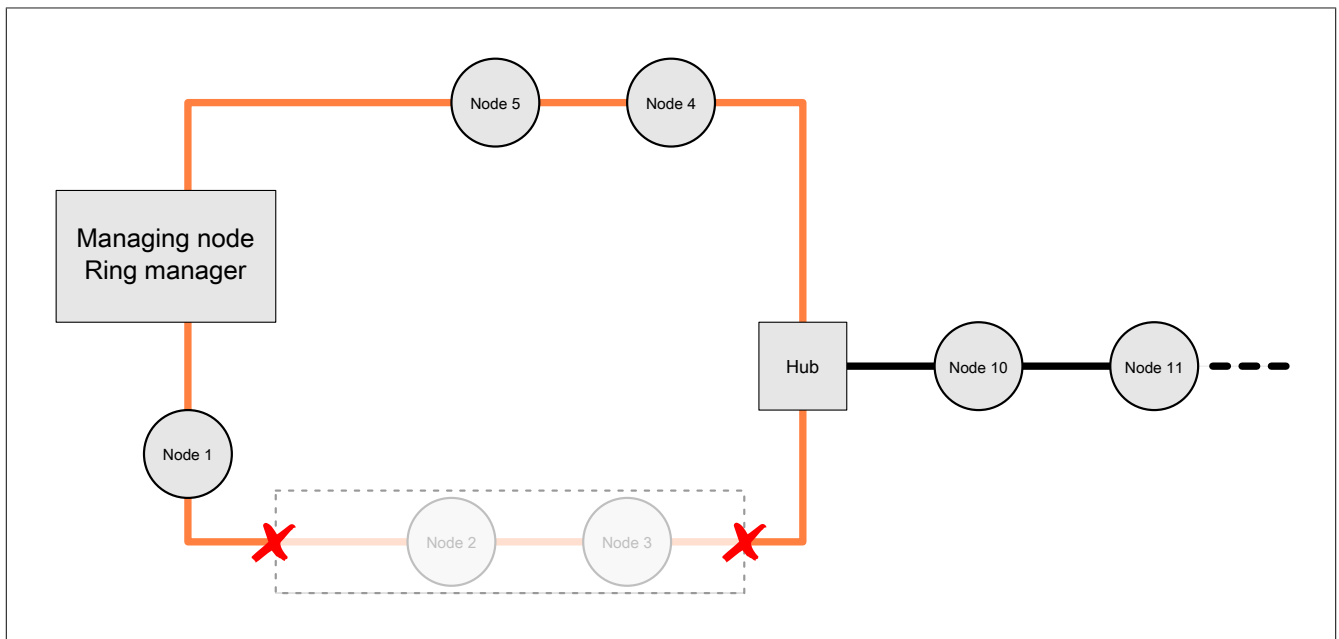 Node 5
Node 4
Managing node
Ring manager
Hub
Node 10
Node 11
Node 1
Node 2
Node 3